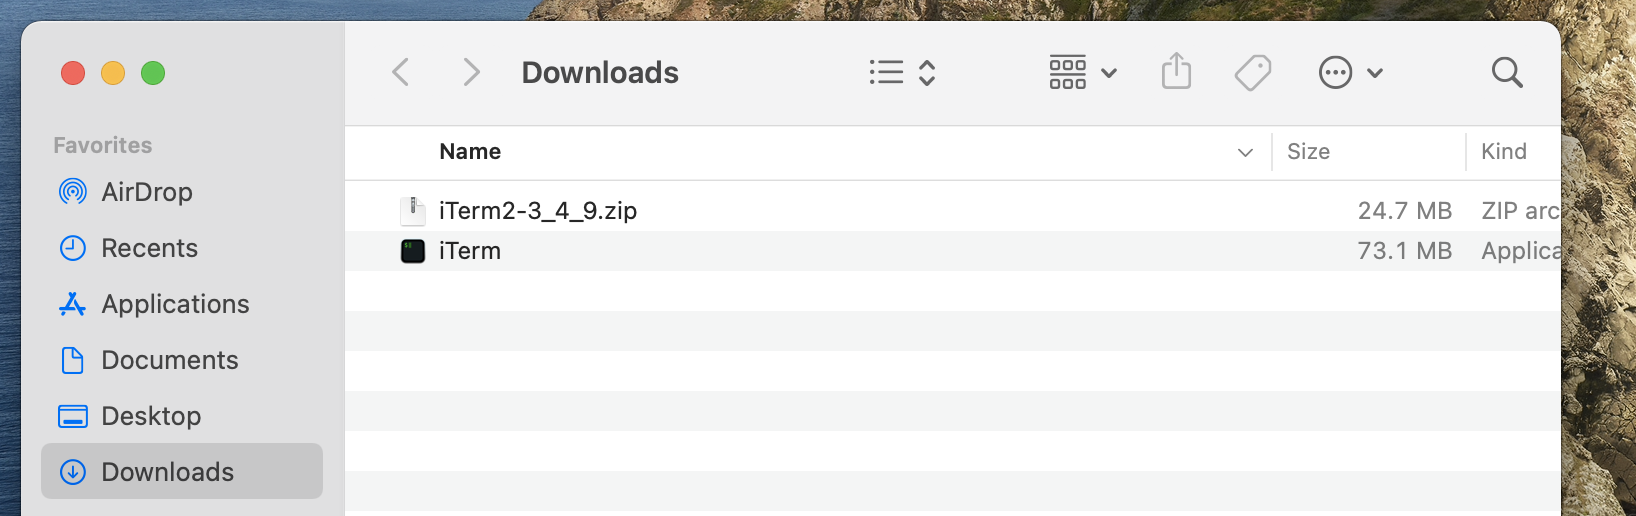 Downloads
Favorites
AirDrop
Recents
Applications
Documents
Desktop
Downloads
Name Size Kind
iTerm2-3_4_9.zip 24.7 MB ZIP arc
iTerm 73.1 MB Applica